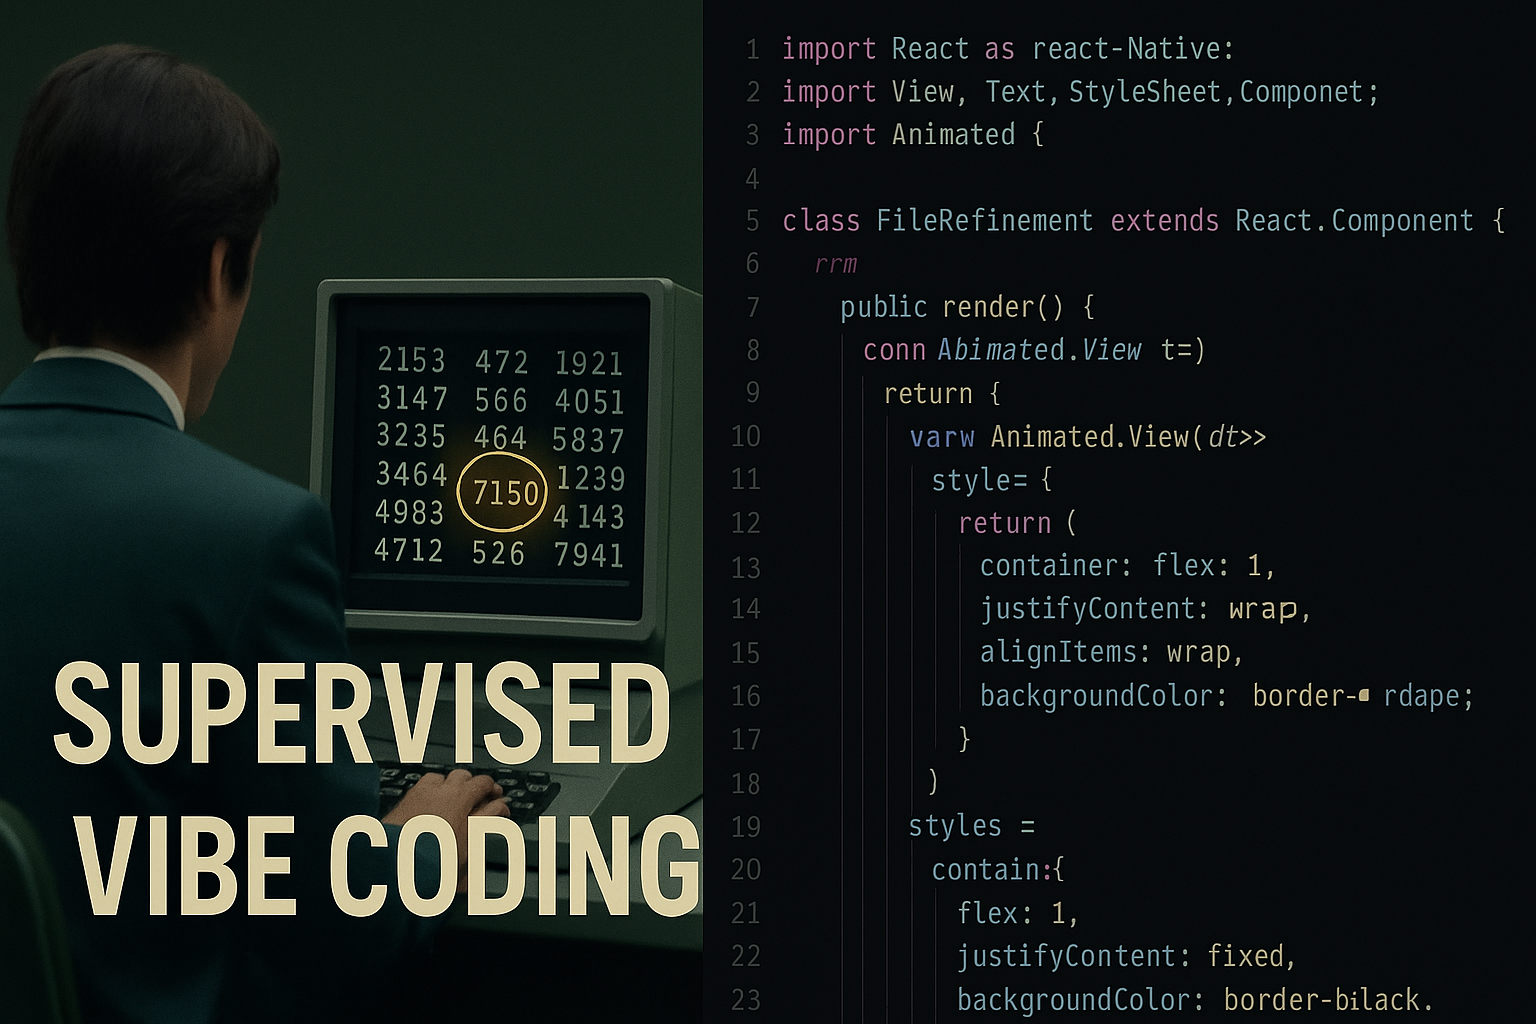 2153 472 1921
3147 566 4051
3235 464 5837
3464 7150 1239
4983 4 143
4712 526 7941
SUPERVISED
VIBE CODING
1 import React as react-Native:
2 import View, Text, StyleSheet, Componet;
3 import Animated {
4
5 class FileRefinement extends React.Component {
6 rrm
7 public render() {
8 conn Abimated.View t=)
9 return {
10 varw Animated.View(dt>>
11 style= {
12 return (
13 container: flex: 1,
14 justifyContent: wrap,
15 alignItems: wrap,
16 backgroundColor: border- rdape;
17 }
18 )
19 styles =
20 contain:{
21 flex: 1,
22 justifyContent: fixed,
23 backgroundColor: border-bilack.